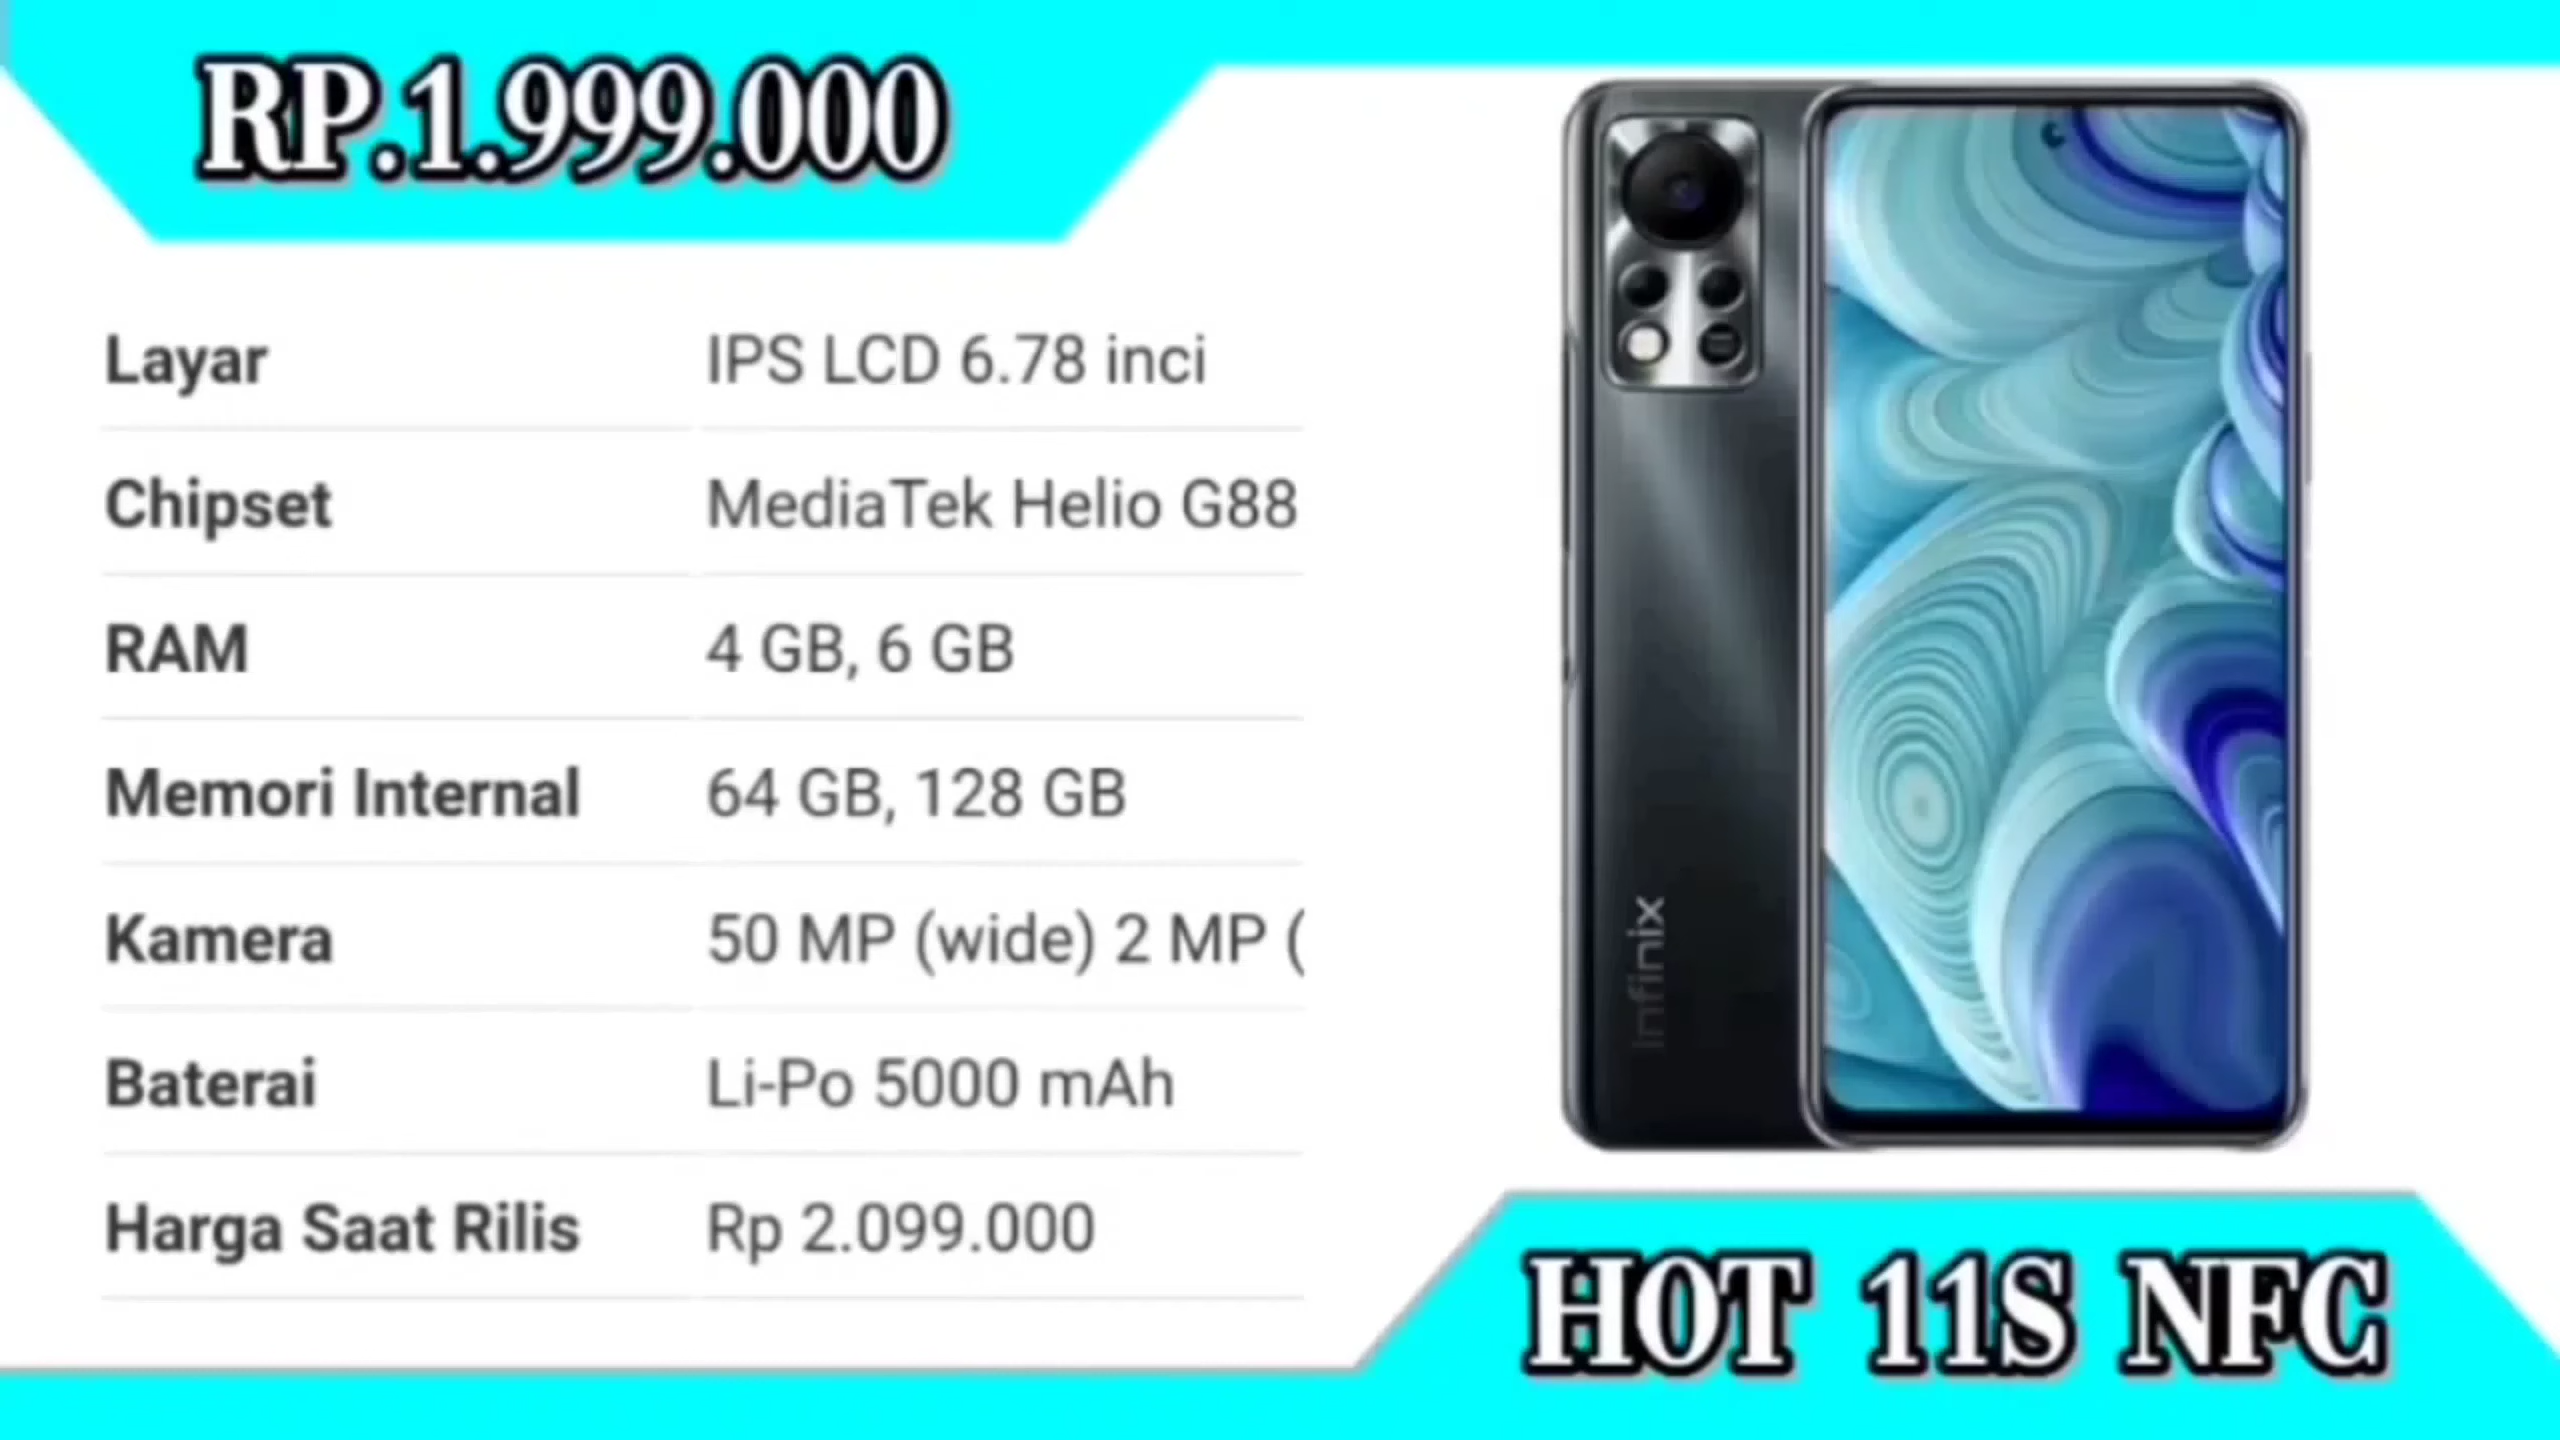 RP.1.999.000
Layar IPS LCD 6.78 inci
Chipset MediaTek Helio G88
RAM 4 GB, 6 GB
Memori Internal 64 GB, 128 GB
Kamera 50 MP (wide) 2 MP (
Baterai Li-Po 5000 mAh
Harga Saat Rilis Rp 2.099.000
Infinix
HOT 11S NFC